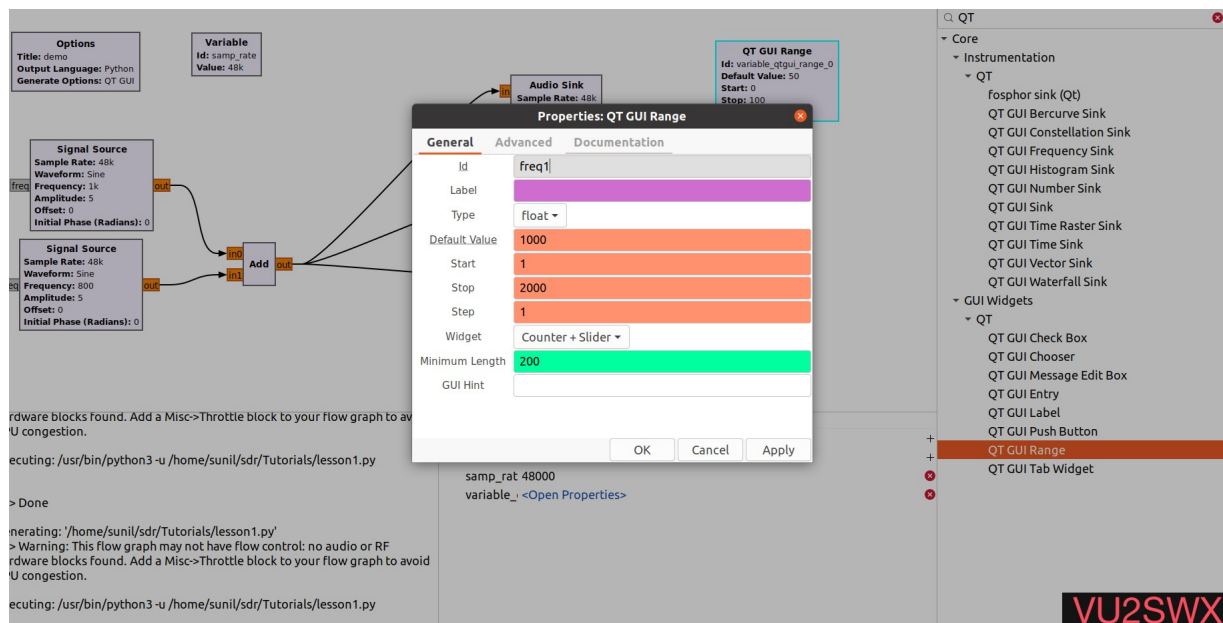 Options
Title: demo
Output Language: Python
Generate Options: QT GUI
Variable
Id: samp_rate
Value: 48k
Audio Sink
in
Sample Rate: 48k
QT GUI Range
Id: variable_qtgui_range_0
Default Value: 50
Start: 0
Stop: 100
Signal Source
Sample Rate: 48k
Waveform: Sine
freq
Frequency: 1k
out
Amplitude: 5
Offset: 0
Initial Phase (Radians): 0
Signal Source
Sample Rate: 48k
Waveform: Sine
Frequency: 800
out
Amplitude: 5
Offset: 0
Initial Phase (Radians): 0
in0
in1
Add
out
Properties: QT GUI Range
General Advanced Documentation
Id freq1
Label
Type float
Default Value 1000
Start 1
Stop 2000
Step 1
Widget Counter + Slider
Minimum Length 200
GUI Hint
OK Cancel Apply
rdware blocks found. Add a Misc->Throttle block to your flow graph to av
U congestion.
ecuting: /usr/bin/python3 -u /home/sunil/sdr/Tutorials/lesson1.py
> Done
nerating: '/home/sunil/sdr/Tutorials/lesson1.py'
> Warning: This flow graph may not have flow control: no audio or RF
rdware blocks found. Add a Misc->Throttle block to your flow graph to avoid
U congestion.
ecuting: /usr/bin/python3 -u /home/sunil/sdr/Tutorials/lesson1.py
samp_rat 48000
variable_ <Open Properties>
QT
Core
Instrumentation
QT
fosphor sink (Qt)
QT GUI Bercurve Sink
QT GUI Constellation Sink
QT GUI Frequency Sink
QT GUI Histogram Sink
QT GUI Number Sink
QT GUI Sink
QT GUI Time Raster Sink
QT GUI Time Sink
QT GUI Vector Sink
QT GUI Waterfall Sink
GUI Widgets
QT
QT GUI Check Box
QT GUI Chooser
QT GUI Message Edit Box
QT GUI Entry
QT GUI Label
QT GUI Push Button
QT GUI Range
QT GUI Tab Widget
VU2SWX